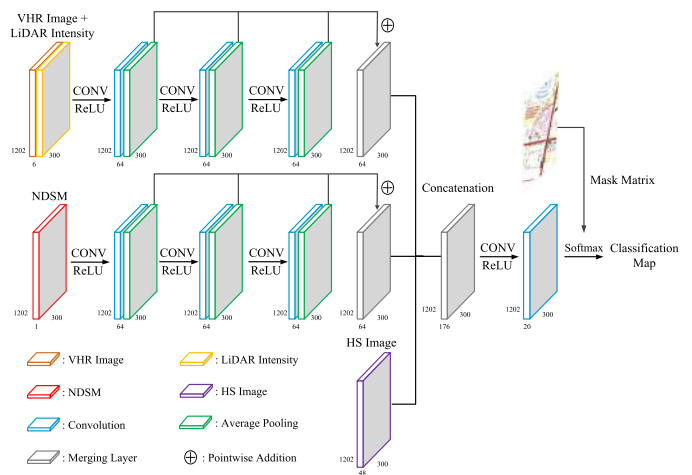 VHR Image +
LiDAR Intensity
CONV
ReLU
CONV
ReLU
CONV
ReLU
1202
6
300
1202
64
300
1202
64
300
1202
64
300
1202
64
300
NDSM
CONV
ReLU
CONV
ReLU
CONV
ReLU
1202
1
300
1202
64
300
1202
64
300
1202
64
300
1202
64
300
Concatenation
CONV
ReLU
1202
176
300
1202
20
300
Mask Matrix
Softmax
Classification
Map
HS Image
1202
48
300
: VHR Image
: LiDAR Intensity
: NDSM
: HS Image
: Convolution
: Average Pooling
: Merging Layer
: Pointwise Addition